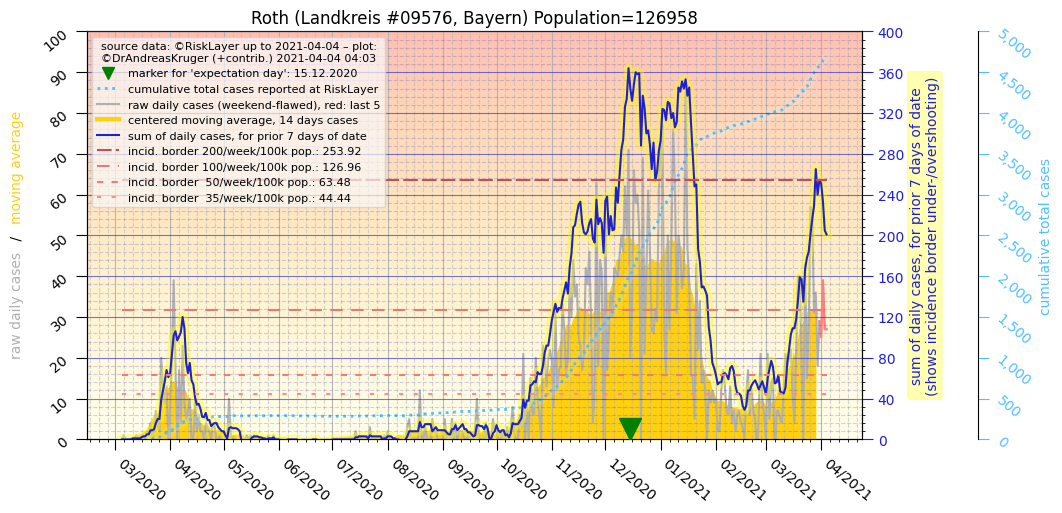 Roth (Landkreis #09576, Bayern) Population=126958
source data: ©RiskLayer up to 2021-04-04 – plot:
©DrAndreasKruger (+contrib.) 2021-04-04 04:03
marker for 'expectation day': 15.12.2020
cumulative total cases reported at RiskLayer
raw daily cases (weekend-flawed), red: last 5
centered moving average, 14 days cases
sum of daily cases, for prior 7 days of date
incid. border 200/week/100k pop.: 253.92
incid. border 100/week/100k pop.: 126.96
incid. border  50/week/100k pop.: 63.48
incid. border  35/week/100k pop.: 44.44
raw daily cases / moving average
100
90
80
70
60
50
40
30
20
10
0
03/2020
04/2020
05/2020
06/2020
07/2020
08/2020
09/2020
10/2020
11/2020
12/2020
01/2021
02/2021
03/2021
04/2021
400
360
320
280
240
200
160
120
80
40
0
sum of daily cases, for prior 7 days of date
(shows incidence border under-/overshooting)
5,000
4,500
4,000
3,500
3,000
2,500
2,000
1,500
1,000
500
0
cumulative total cases